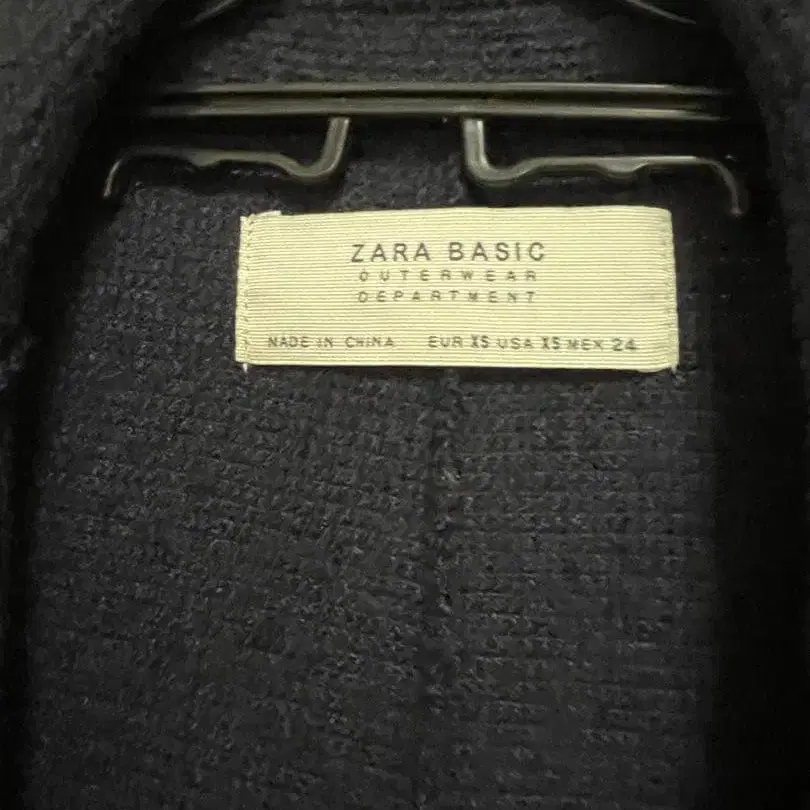 ZARA BASIC
OUTERWEAR
DEPARTMENT
MADE IN CHINA EUR XS USA XS MEX 24